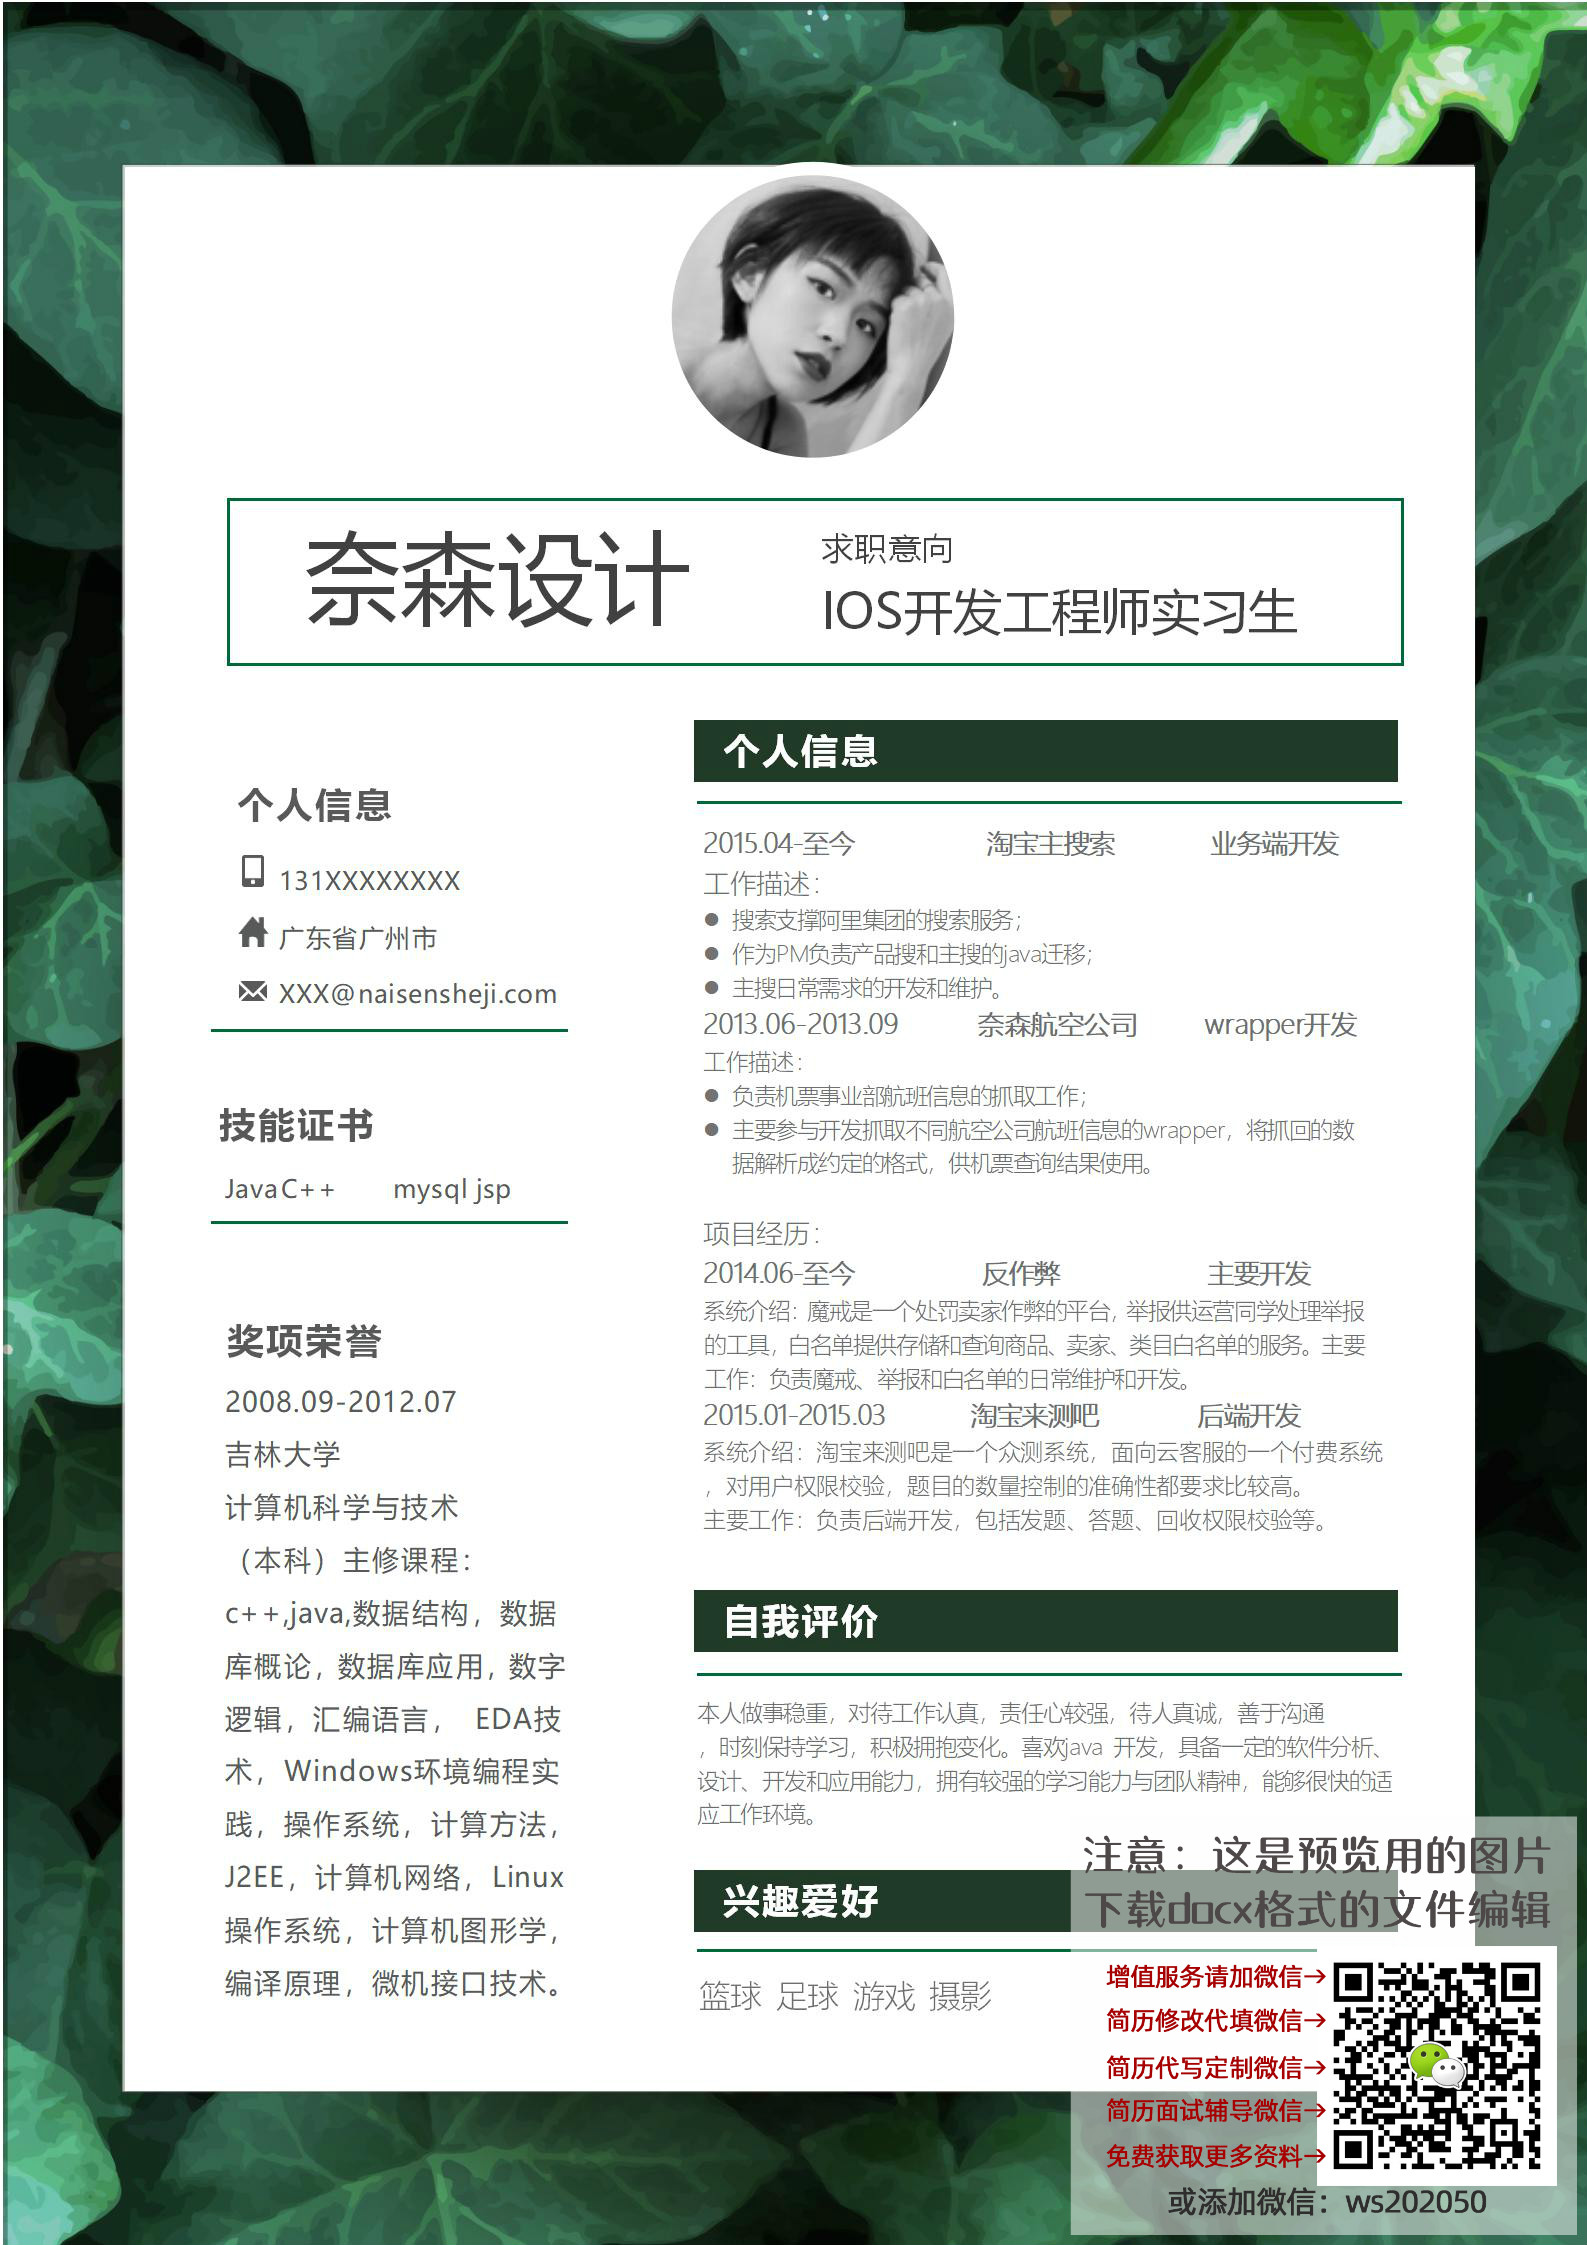 奈森设计
求职意向
IOS开发工程师实习生
个人信息
131XXXXXXXX
广东省广州市
XXX@naisensheji.com
技能证书
Java C++ mysql jsp
奖项荣誉
2008.09-2012.07
吉林大学
计算机科学与技术
（本科）主修课程：
c++,java,数据结构，数据
库概论，数据库应用，数字
逻辑，汇编语言， EDA技
术，Windows环境编程实
践，操作系统，计算方法，
J2EE，计算机网络，Linux
操作系统，计算机图形学，
编译原理，微机接口技术。
个人信息
2015.04-至今 淘宝主搜索 业务端开发
工作描述：
● 搜索支撑阿里集团的搜索服务；
● 作为PM负责产品搜和主搜的java迁移；
● 主搜日常需求的开发和维护。
2013.06-2013.09 奈森航空公司 wrapper开发
工作描述：
● 负责机票事业部航班信息的抓取工作；
● 主要参与开发抓取不同航空公司航班信息的wrapper，将抓回的数
据解析成约定的格式，供机票查询结果使用。
项目经历：
2014.06-至今 反作弊 主要开发
系统介绍：魔戒是一个处罚卖家作弊的平台，举报供运营同学处理举报
的工具，白名单提供存储和查询商品、卖家、类目白名单的服务。主要
工作：负责魔戒、举报和白名单的日常维护和开发。
2015.01-2015.03 淘宝来测吧 后端开发
系统介绍：淘宝来测吧是一个众测系统，面向云客服的一个付费系统
，对用户权限校验，题目的数量控制的准确性都要求比较高。
主要工作：负责后端开发，包括发题、答题、回收权限校验等。
自我评价
本人做事稳重，对待工作认真，责任心较强，待人真诚，善于沟通
，时刻保持学习，积极拥抱变化。喜欢java 开发，具备一定的软件分析、
设计、开发和应用能力，拥有较强的学习能力与团队精神，能够很快的适
应工作环境。
兴趣爱好
篮球 足球 游戏 摄影
注意：这是预览用的图片
下载docx格式的文件编辑
增值服务请加微信→
简历修改代填微信→
简历代写定制微信→
简历面试辅导微信→
免费获取更多资料→
或添加微信：ws202050